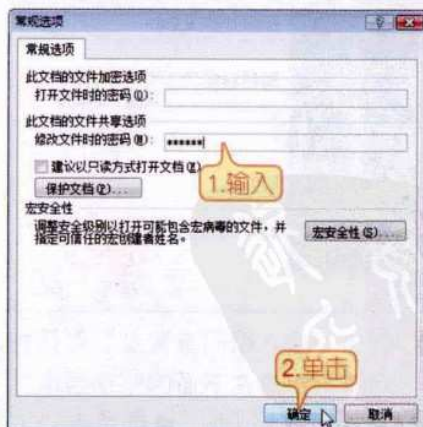 常规选项
常规选项
此文档的文件加密选项
打开文件时的密码(O):
此文档的文件共享选项
修改文件时的密码(M): ******
建议以只读方式打开文档(E)
1.输入
保护文档(P)...
宏安全性
调整安全级别以打开可能包含宏病毒的文件，并
指定可信任的宏创建者姓名。
宏安全性(S)...
2.单击
确定
取消